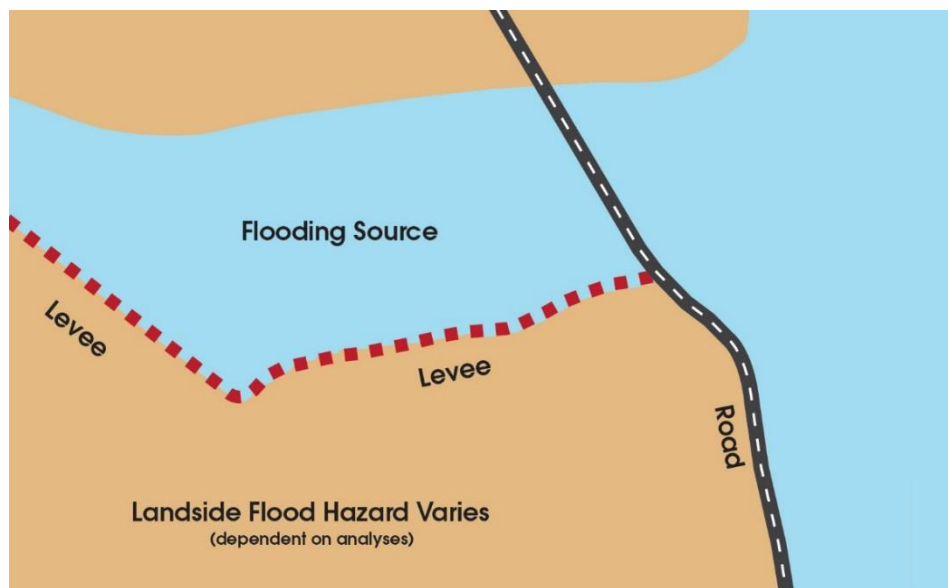 Flooding Source
Levee
Levee
Road
Landside Flood Hazard Varies
(dependent on analyses)